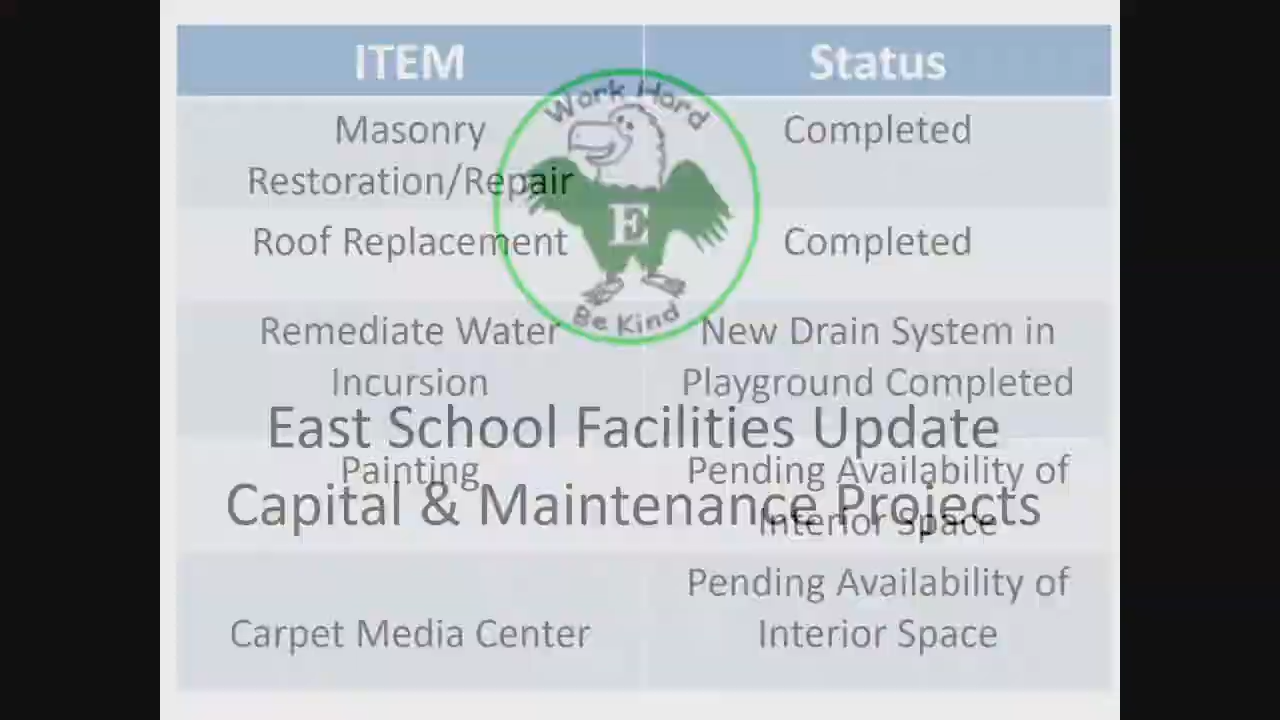 ITEM Status
Work Hard
E
Be Kind
Masonry Completed
Restoration/Repair
Roof Replacement Completed
Remediate Water New Drain System in
Incursion Playground Completed
East School Facilities Update
Painting Pending Availability of
Capital & Maintenance Projects
Interior Space
Pending Availability of
Carpet Media Center Interior Space